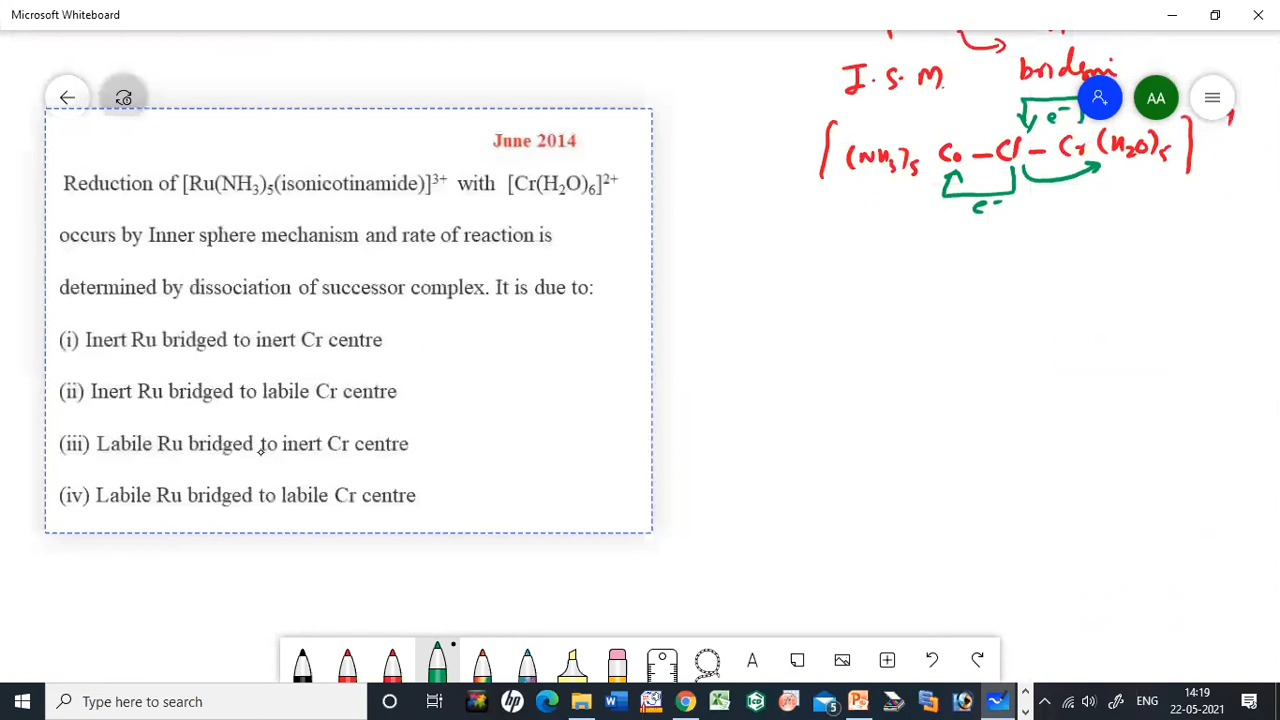 Microsoft Whiteboard
I.S.M.
AA
e⁻
[(NH₃)₅ Co – Cl – Cr (H₂O)₅]
e⁻
June 2014
Reduction of [Ru(NH₃)₅(isonicotinamide)]³⁺ with [Cr(H₂O)₆]²⁺
occurs by Inner sphere mechanism and rate of reaction is
determined by dissociation of successor complex. It is due to:
(i) Inert Ru bridged to inert Cr centre
(ii) Inert Ru bridged to labile Cr centre
(iii) Labile Ru bridged to inert Cr centre
(iv) Labile Ru bridged to labile Cr centre
A
Type here to search
5
ENG
14:19
22-05-2021